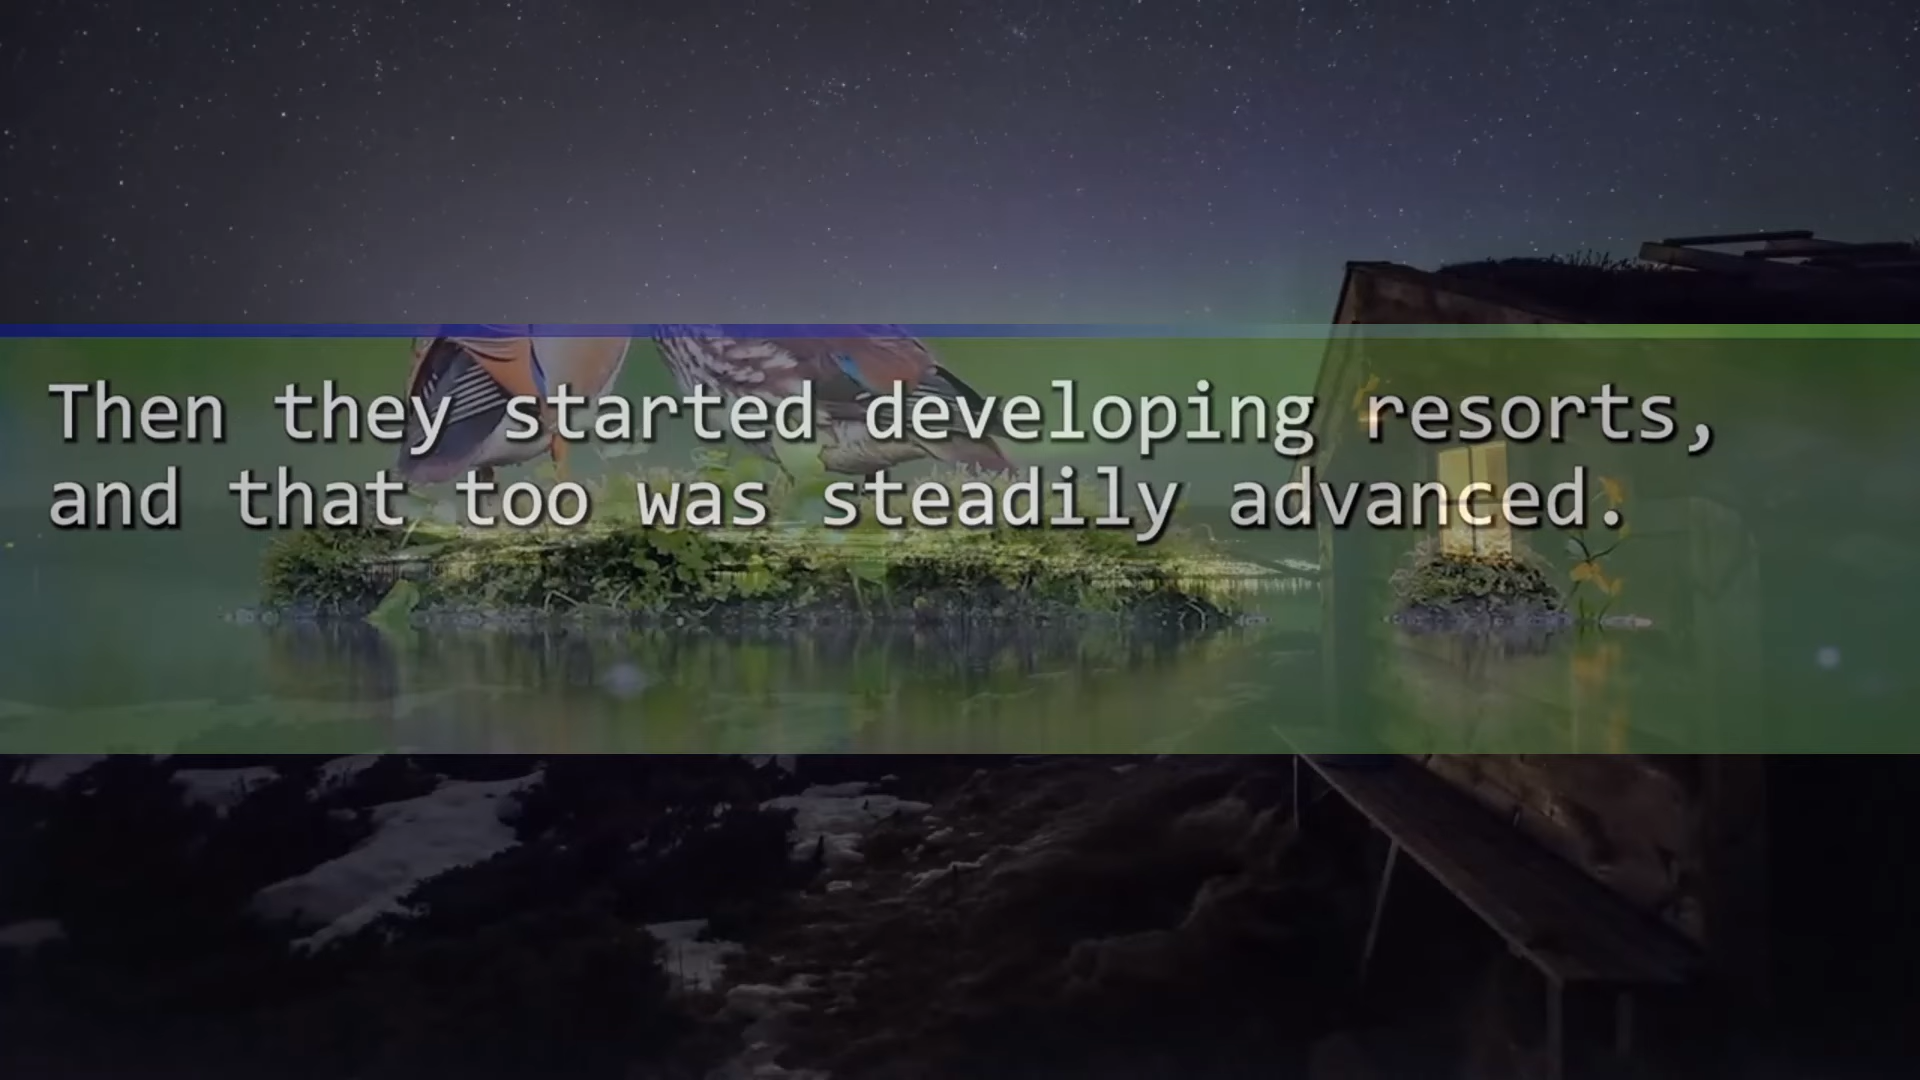 Then they started developing resorts,
and that too was steadily advanced.